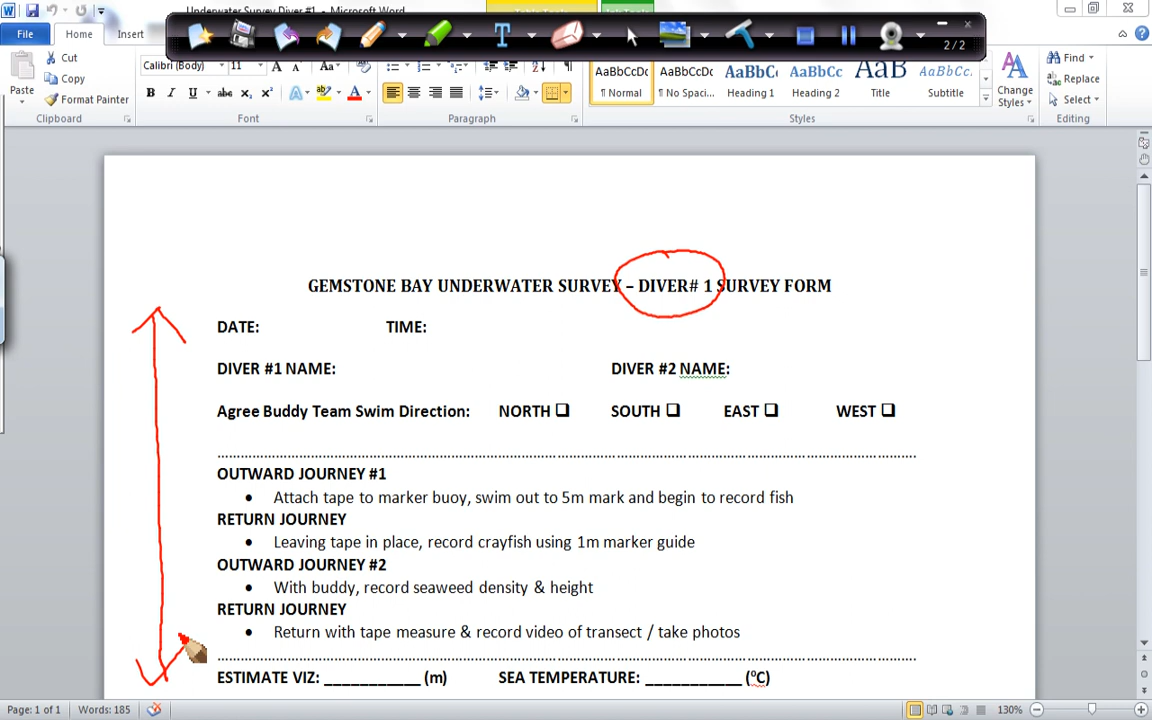 Underwater Survey Diver #1 - Microsoft Word
2/2
File
Home
Insert
Cut
Copy
Format Painter
Paste
Clipboard
Calibri (Body)
11
Font
Paragraph
AaBbCcDc
¶ Normal
AaBbCcDc
¶ No Spaci...
AaBbCc
Heading 1
AaBbCc
Heading 2
AaB
Title
AaBbCc.
Subtitle
Change
Styles
Styles
Find
Replace
Select
Editing
GEMSTONE BAY UNDERWATER SURVEY – DIVER# 1 SURVEY FORM
DATE: TIME:
DIVER #1 NAME: DIVER #2 NAME:
Agree Buddy Team Swim Direction: NORTH ❑ SOUTH ❑ EAST ❑ WEST ❑
OUTWARD JOURNEY #1
• Attach tape to marker buoy, swim out to 5m mark and begin to record fish
RETURN JOURNEY
• Leaving tape in place, record crayfish using 1m marker guide
OUTWARD JOURNEY #2
• With buddy, record seaweed density & height
RETURN JOURNEY
• Return with tape measure & record video of transect / take photos
ESTIMATE VIZ: ___________ (m) SEA TEMPERATURE: ___________ (⁰C)
Page: 1 of 1
Words: 185
130%